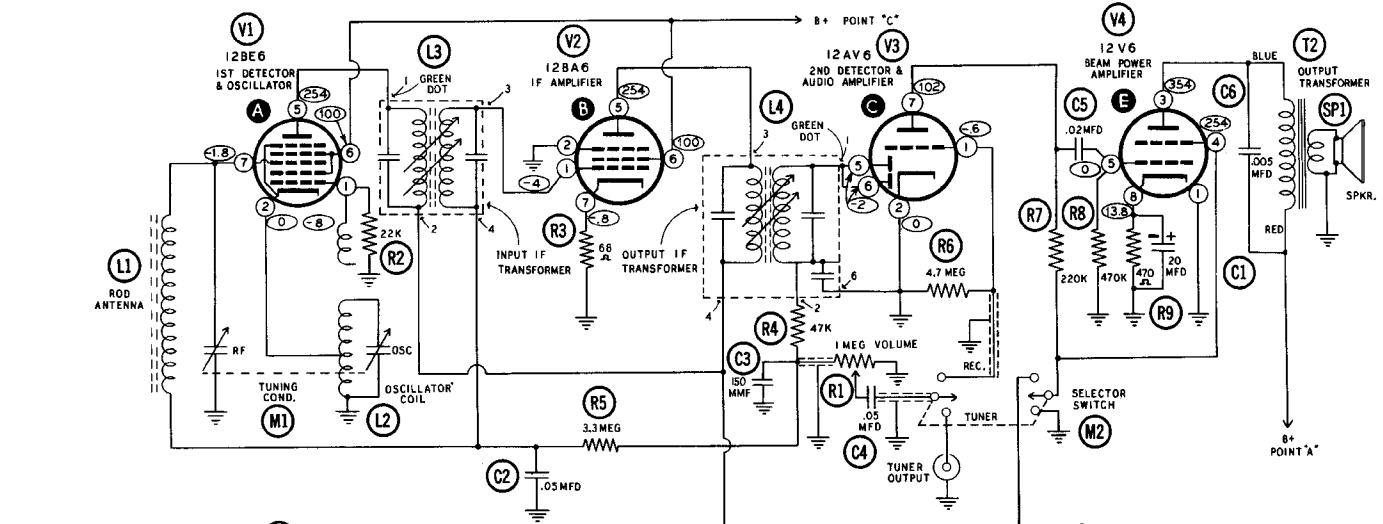 B+ POINT "C"
V1
12BE6
1ST DETECTOR
& OSCILLATOR
A
254
5
100
-1.8
7
6
1
2
0
-8
22K
R2
L1
ROD
ANTENNA
RF
OSC
TUNING
COND.
M1
OSCILLATOR
COIL
L2
L3
1
GREEN
DOT
3
2
4
INPUT IF
TRANSFORMER
V2
12BA6
IF AMPLIFIER
B
254
5
2
1
6
100
-4
7
-.8
R3
68
Ω
OUTPUT IF
TRANSFORMER
L4
GREEN
DOT
1
3
4
2
6
12AV6
V3
2ND DETECTOR &
AUDIO AMPLIFIER
C
102
7
-.6
1
5
6
-2
2
0
R6
4.7 MEG
R4
47K
C3
150
MMF
1 MEG VOLUME
R1
.05
MFD
C4
REC.
TUNER
TUNER
OUTPUT
R5
3.3MEG
C2
.05MFD
V4
12V6
BEAM POWER
AMPLIFIER
E
354
3
C5
.02MFD
0
5
254
4
8
1
13.8
R7
220K
R8
470K
470
Ω
20
MFD
R9
SELECTOR
SWITCH
M2
C6
.005
MFD
C1
BLUE
RED
T2
OUTPUT
TRANSFORMER
SP1
SPKR.
B+
POINT "A"